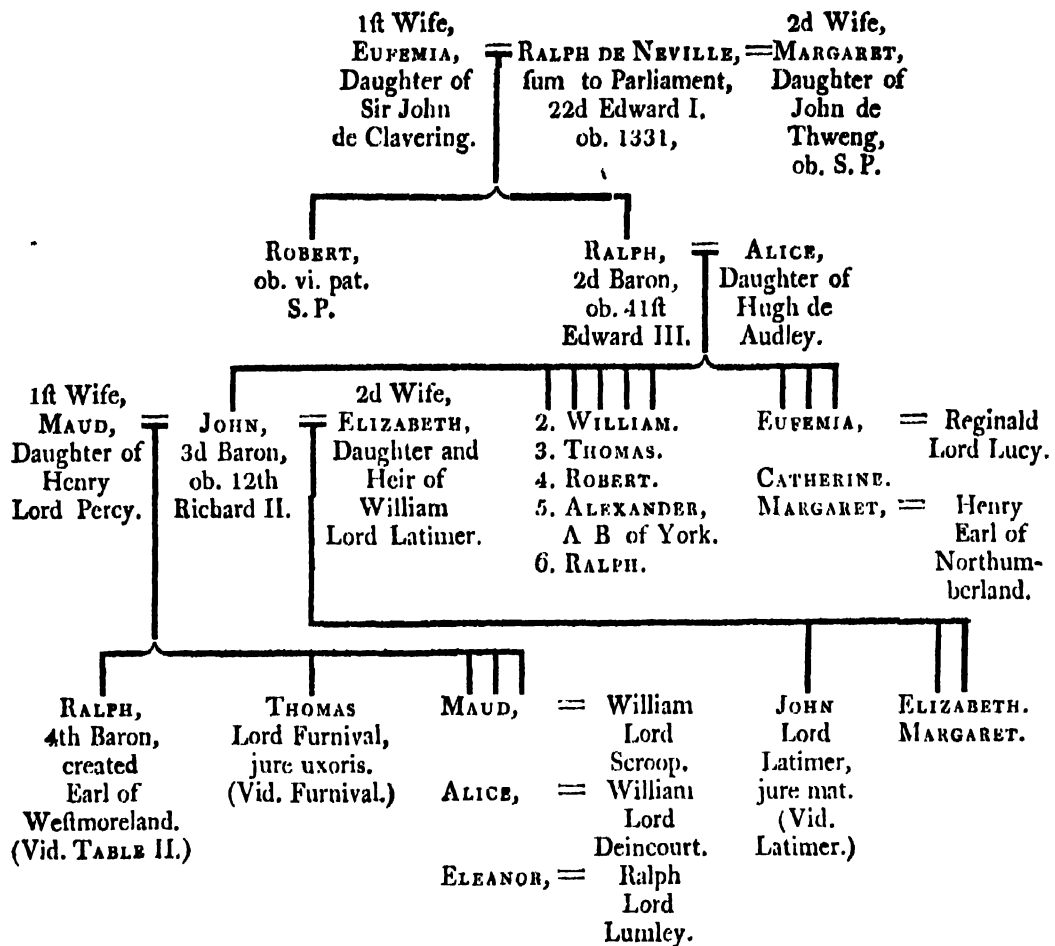 1ſt Wife,
EUFEMIA,
Daughter of
Sir John
de Clavering.
=
RALPH DE NEVILLE,
ſum to Parliament,
22d Edward I.
ob. 1331,
=
2d Wife,
MARGARET,
Daughter of
John de
Thweng,
ob. S. P.
ROBERT,
ob. vi. pat.
S. P.
RALPH,
2d Baron,
ob. 41ſt
Edward III.
=
ALICE,
Daughter of
Hugh de
Audley.
1ſt Wife,
MAUD,
Daughter of
Henry
Lord Percy.
=
JOHN,
3d Baron,
ob. 12th
Richard II.
=
2d Wife,
ELIZABETH,
Daughter and
Heir of
William
Lord Latimer.
2. WILLIAM.
3. THOMAS.
4. ROBERT.
5. ALEXANDER,
A B of York.
6. RALPH.
EUFEMIA, = Reginald
Lord Lucy.
CATHERINE.
MARGARET, = Henry
Earl of
Northum-
berland.
RALPH,
4th Baron,
created
Earl of
Weſtmoreland.
(Vid. TABLE II.)
THOMAS
Lord Furnival,
jure uxoris.
(Vid. Furnival.)
MAUD, = William
Lord
Scroop.
ALICE, = William
Lord
Deincourt.
ELEANOR, = Ralph
Lord
Lumley.
JOHN
Lord
Latimer,
jure mat.
(Vid.
Latimer.)
ELIZABETH.
MARGARET.